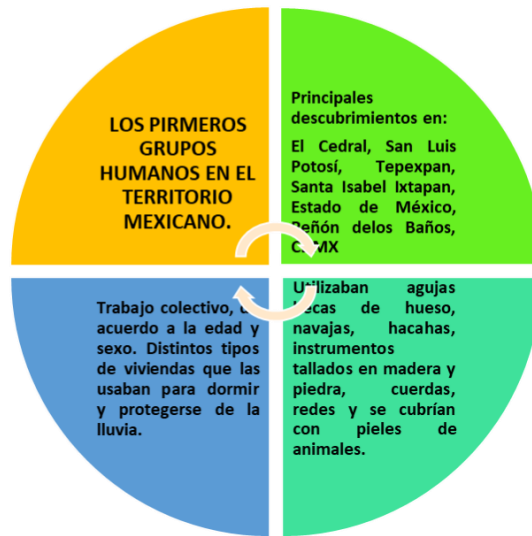 LOS PIRMEROS
GRUPOS
HUMANOS EN EL
TERRITORIO
MEXICANO.
Principales
descubrimientos en:
El Cedral, San Luis
Potosí, Tepexpan,
Santa Isabel Ixtapan,
Estado de México,
Peñón delos Baños,
Trabajo colectivo,
acuerdo a la edad y
sexo. Distintos tipos
de viviendas que las
usaban para dormir
y protegerse de la
lluvia.
Utilizaban agujas
de hueso,
navajas, hacahas,
instrumentos
tallados en madera y
piedra, cuerdas,
redes y se cubrían
con pieles de
animales.